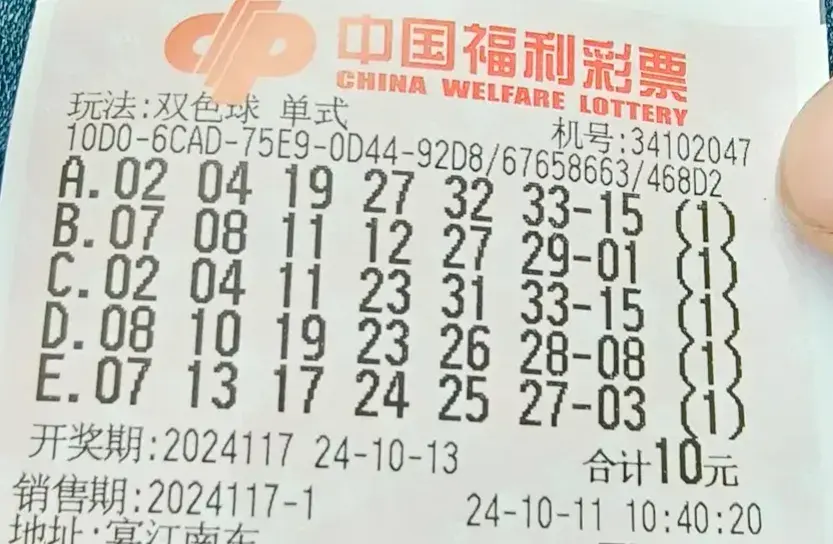 中国福利彩票
CHINA WELFARE LOTTERY
玩法:双色球 单式 机号:34102047
10D0-6CAD-75E9-0D44-92D8/67658663/468D2
A.02 04 19 27 32 33-15 (1)
B.07 08 11 12 27 29-01 (1)
C.02 04 11 23 31 33-15 (1)
D.08 10 19 23 26 28-08 (1)
E.07 13 17 24 25 27-03 (1)
开奖期:2024117 24-10-13 合计10元
销售期:2024117-1 24-10-11 10:40:20
地址:宴江南东